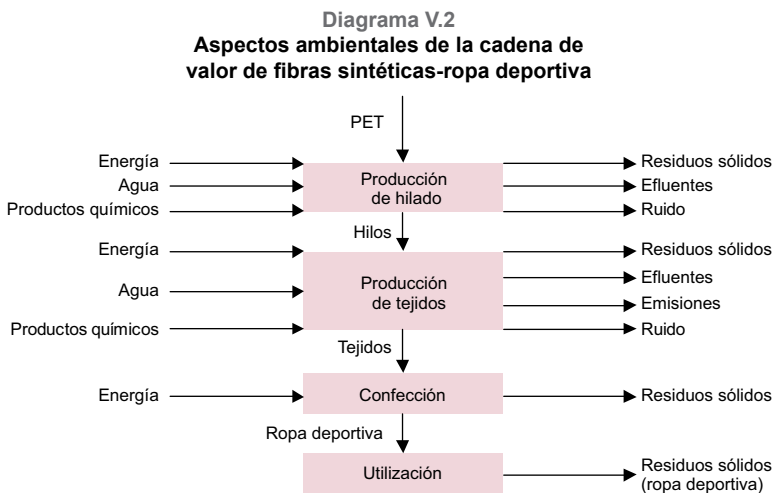 Diagrama V.2
Aspectos ambientales de la cadena de
valor de fibras sintéticas-ropa deportiva
PET
Energía
Agua
Productos químicos
Producción
de hilado
Residuos sólidos
Efluentes
Ruido
Hilos
Energía
Agua
Productos químicos
Producción
de tejidos
Residuos sólidos
Efluentes
Emisiones
Ruido
Tejidos
Energía
Confección
Residuos sólidos
Ropa deportiva
Utilización
Residuos sólidos
(ropa deportiva)